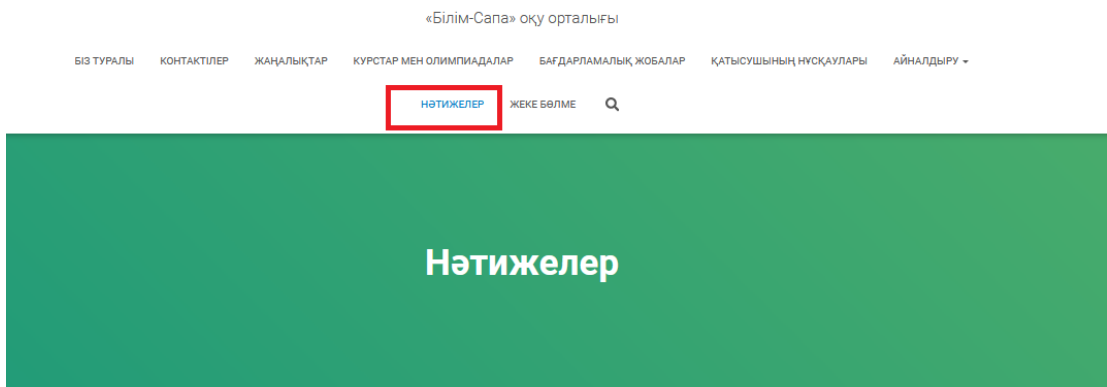 «Білім-Сапа» оқу орталығы
БІЗ ТУРАЛЫ КОНТАКТІЛЕР ЖАҢАЛЫҚТАР КУРСТАР МЕН ОЛИМПИАДАЛАР БАҒДАРЛАМАЛЫҚ ЖОБАЛАР ҚАТЫСУШЫНЫҢ НҰСҚАУЛАРЫ АЙНАЛДЫРУ
НӘТИЖЕЛЕР ЖЕКЕ БӨЛМЕ
Нәтижелер